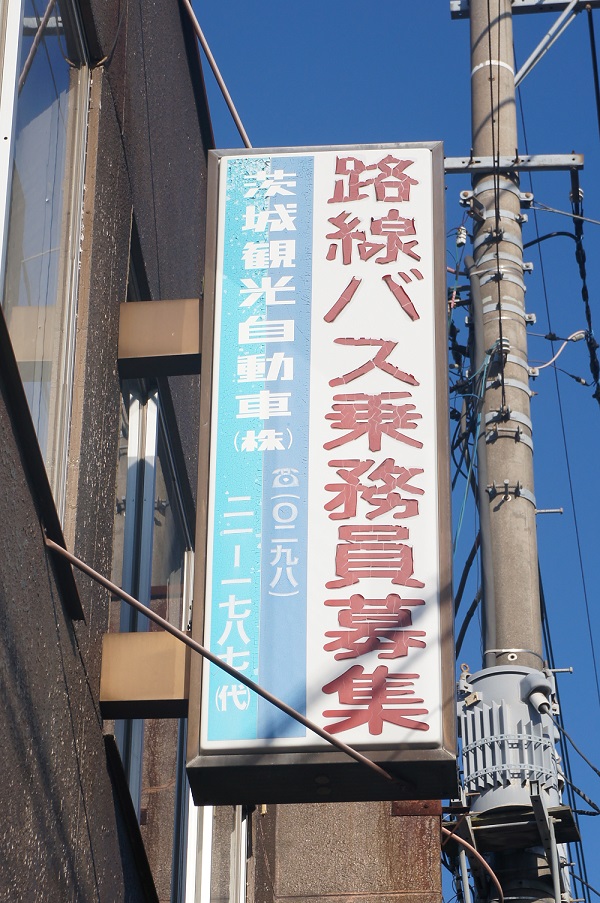 路線バス乗務員募集
茨城観光自動車(株)
☎(〇二九八)
二一ー一七八七(代)